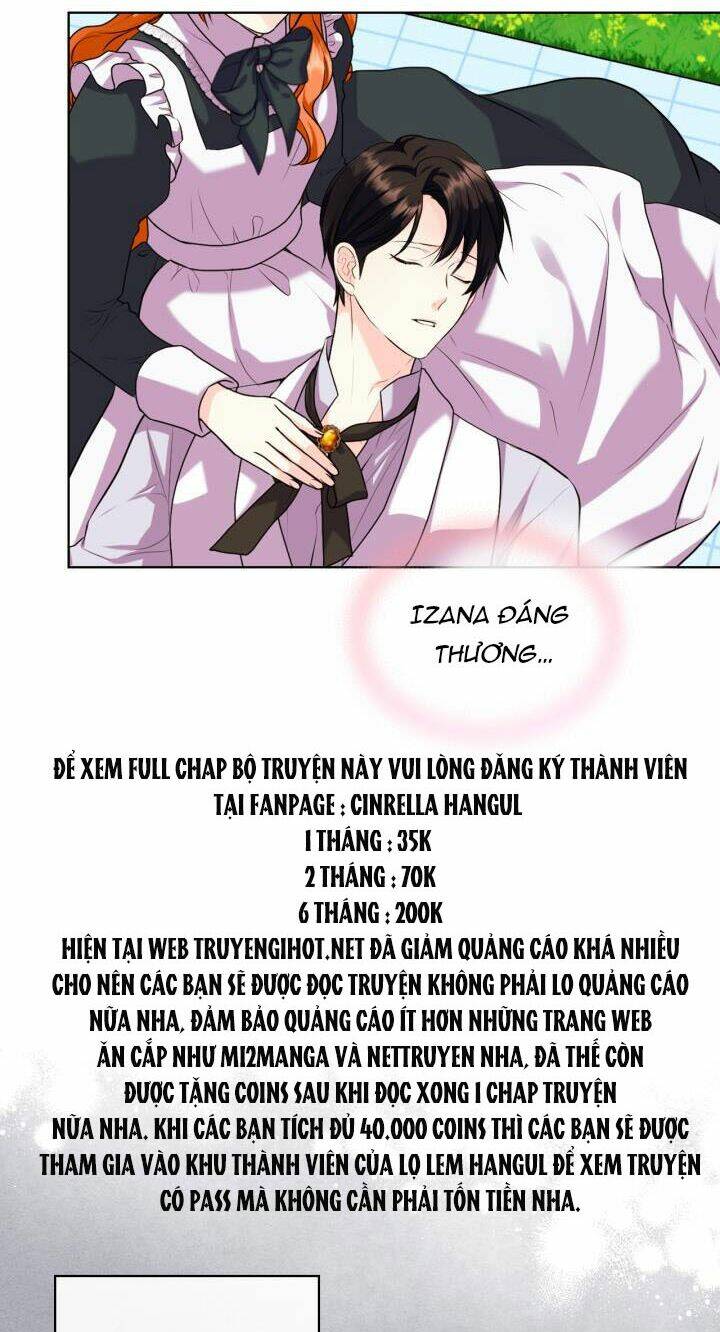 IZANA ĐÁNG
THƯƠNG...
ĐỂ XEM FULL CHAP BỘ TRUYỆN NÀY VUI LÒNG ĐĂNG KÝ THÀNH VIÊN
TẠI FANPAGE : CINRELLA HANGUL
1 THÁNG : 35K
2 THÁNG : 70K
6 THÁNG : 200K
HIỆN TẠI WEB TRUYENGIHOT.NET ĐÃ GIẢM QUẢNG CÁO KHÁ NHIỀU
CHO NÊN CÁC BẠN SẼ ĐƯỢC ĐỌC TRUYỆN KHÔNG PHẢI LO QUẢNG CÁO
NỮA NHA, ĐẢM BẢO QUẢNG CÁO ÍT HƠN NHỮNG TRANG WEB
ĂN CẮP NHƯ MI2MANGA VÀ NETTRUYEN NHA, ĐÃ THẾ CÒN
ĐƯỢC TẶNG COINS SAU KHI ĐỌC XONG 1 CHAP TRUYỆN
NỮA NHA. KHI CÁC BẠN TÍCH ĐỦ 40.000 COINS THÌ CÁC BẠN SẼ ĐƯỢC
THAM GIA VÀO KHU THÀNH VIÊN CỦA LỌ LEM HANGUL ĐỂ XEM TRUYỆN
CÓ PASS MÀ KHÔNG CẦN PHẢI TỐN TIỀN NHA.